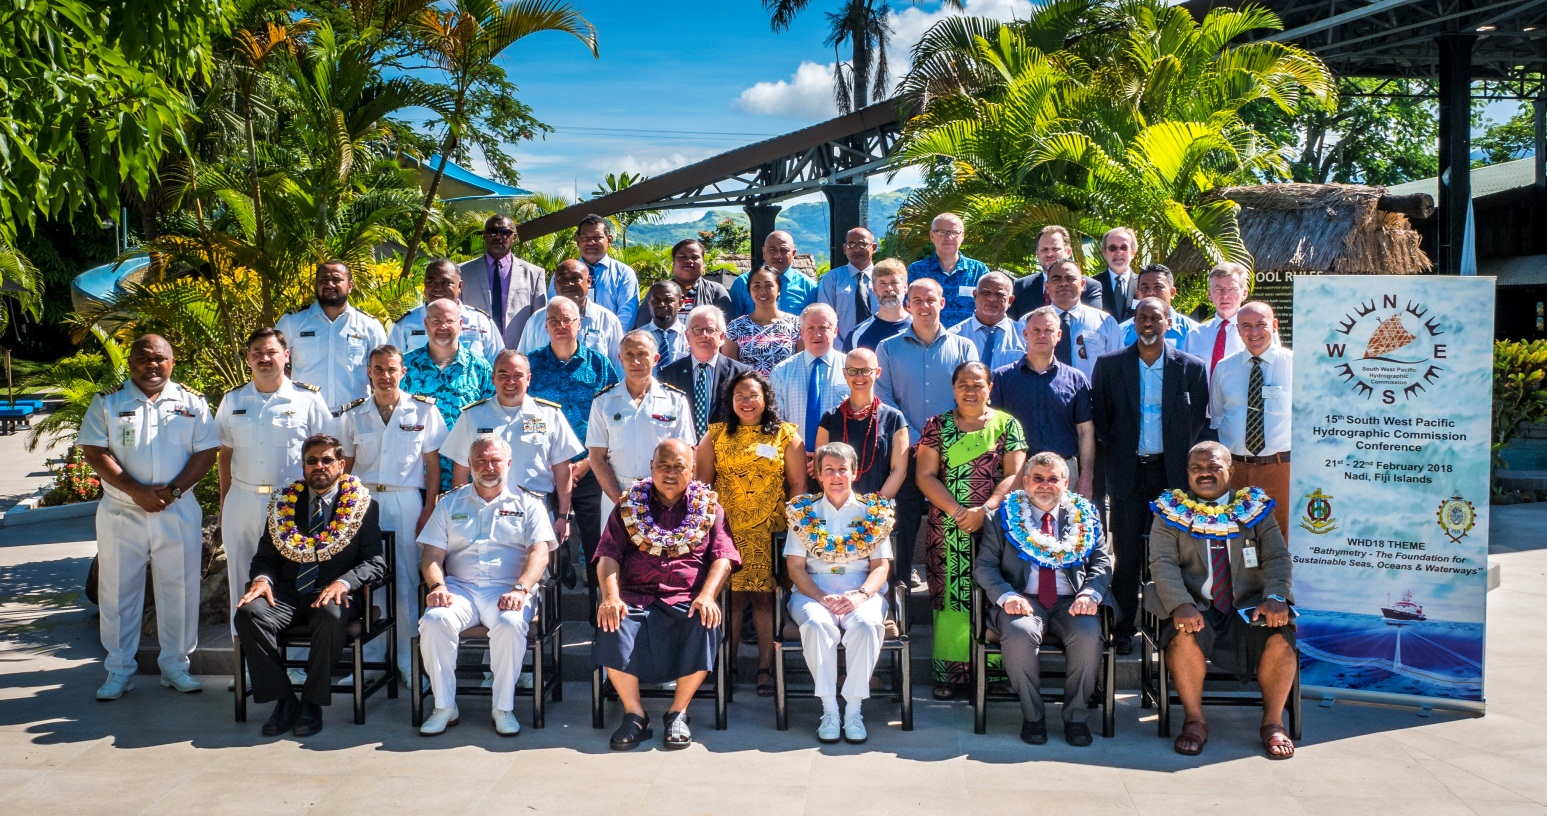 POOL RULES
N
W
E
S
South West Pacific
Hydrographic
Commission
15th South West Pacific
Hydrographic Commission
Conference
21st - 22nd February 2018
Nadi, Fiji Islands
WHD18 THEME
"Bathymetry - The Foundation for
Sustainable Seas, Oceans & Waterways"